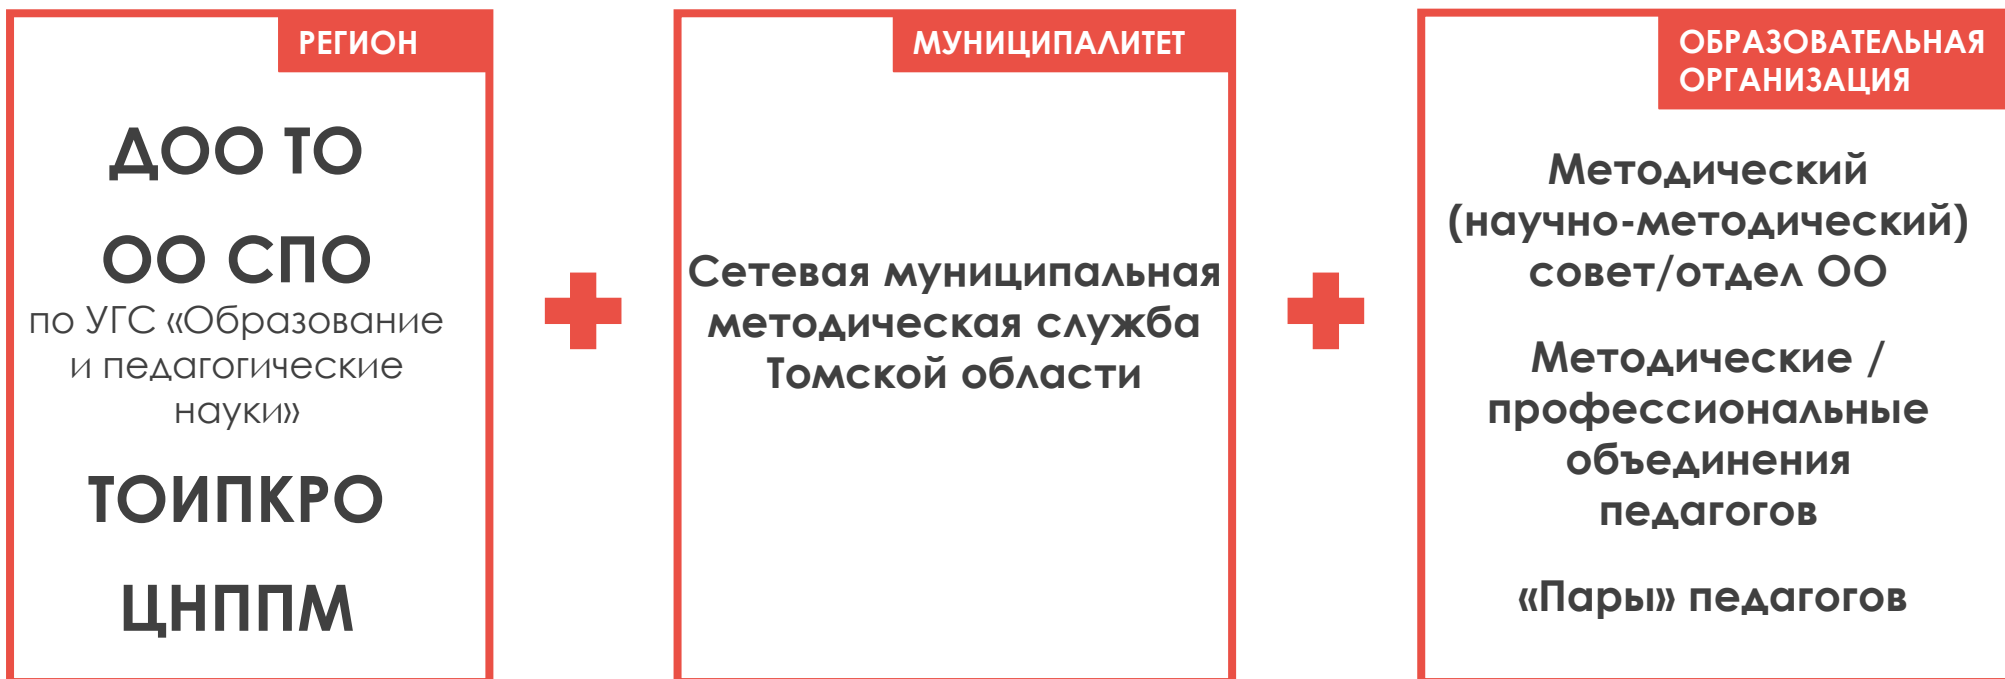 РЕГИОН
ДОО ТО
ОО СПО
по УГС «Образование
и педагогические
науки»
ТОИПКРО
ЦНППМ
МУНИЦИПАЛИТЕТ
Сетевая муниципальная
методическая служба
Томской области
ОБРАЗОВАТЕЛЬНАЯ
ОРГАНИЗАЦИЯ
Методический
(научно-методический)
совет/отдел ОО
Методические /
профессиональные
объединения
педагогов
«Пары» педагогов